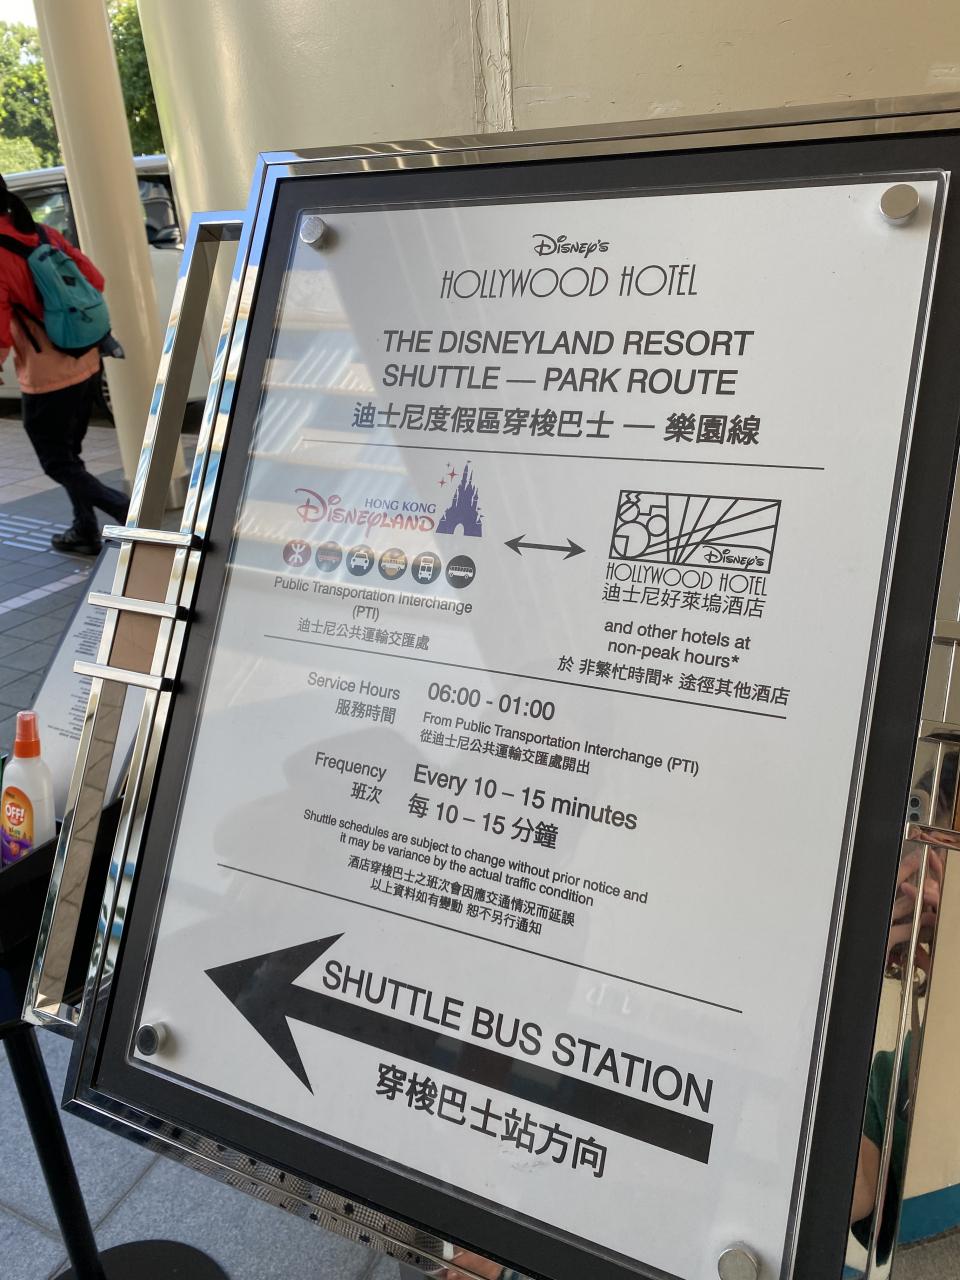 Disney's
HOLLYWOOD HOTEL
THE DISNEYLAND RESORT
SHUTTLE — PARK ROUTE
迪士尼度假區穿梭巴士 — 樂園線
HONG KONG
DISNEYLAND
Public Transportation Interchange
(PTI)
迪士尼公共運輸交匯處
Disney's
HOLLYWOOD HOTEL
迪士尼好萊塢酒店
and other hotels at
non-peak hours*
於 非繁忙時間* 途徑其他酒店
Service Hours 06:00 - 01:00
服務時間 From Public Transportation Interchange (PTI)
從迪士尼公共運輸交匯處開出
Frequency Every 10 – 15 minutes
班次 每 10 – 15 分鐘
Shuttle schedules are subject to change without prior notice and
it may be variance by the actual traffic condition
酒店穿梭巴士之班次會因應交通情況而延誤
以上資料如有變動 恕不另行通知
SHUTTLE BUS STATION
穿梭巴士站方向
OFF!